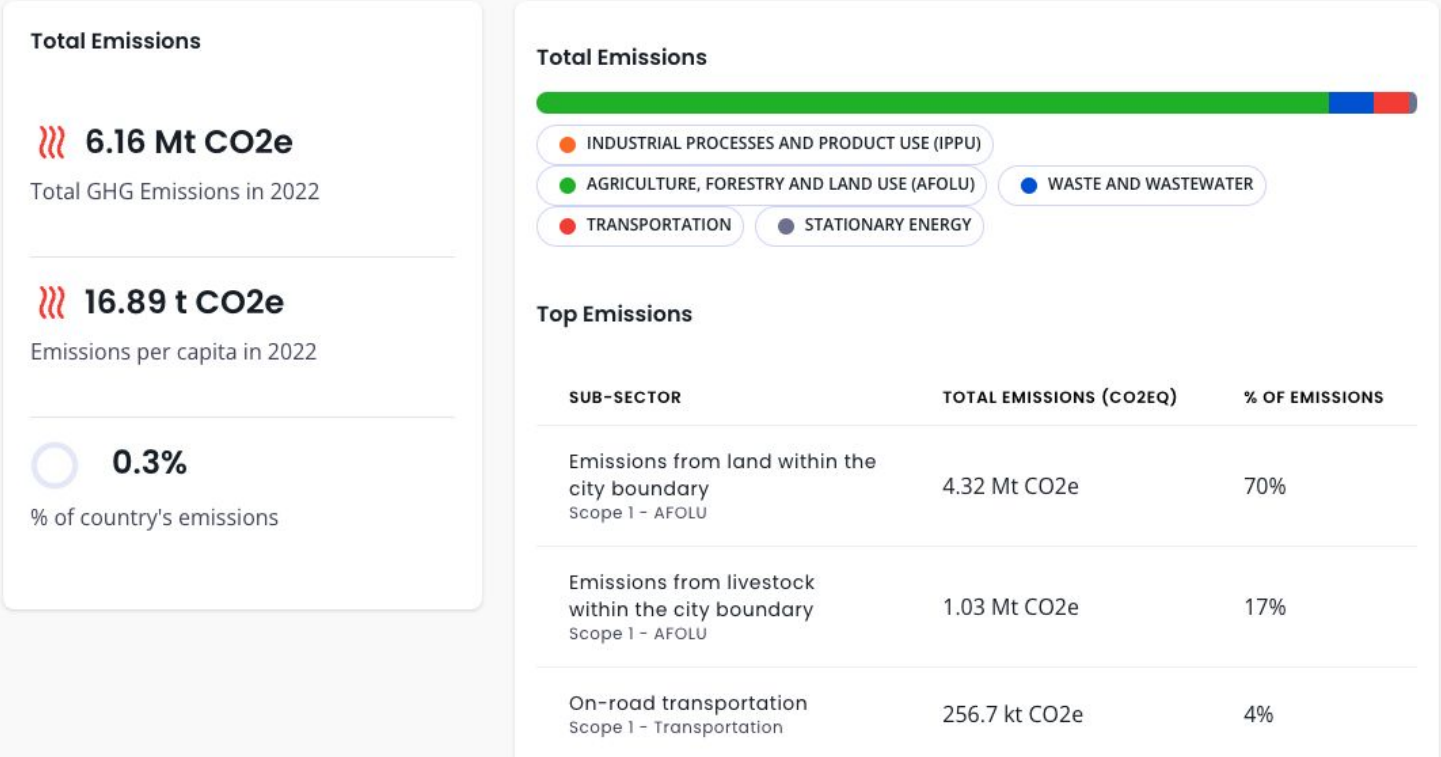 Total Emissions
6.16 Mt CO2e
Total GHG Emissions in 2022
16.89 t CO2e
Emissions per capita in 2022
0.3%
% of country's emissions
Total Emissions
INDUSTRIAL PROCESSES AND PRODUCT USE (IPPU)
AGRICULTURE, FORESTRY AND LAND USE (AFOLU) WASTE AND WASTEWATER
TRANSPORTATION STATIONARY ENERGY
Top Emissions
SUB-SECTOR TOTAL EMISSIONS (CO2EQ) % OF EMISSIONS
Emissions from land within the
city boundary
Scope 1 - AFOLU
4.32 Mt CO2e 70%
Emissions from livestock
within the city boundary
Scope 1 - AFOLU
1.03 Mt CO2e 17%
On-road transportation
Scope 1 - Transportation
256.7 kt CO2e 4%